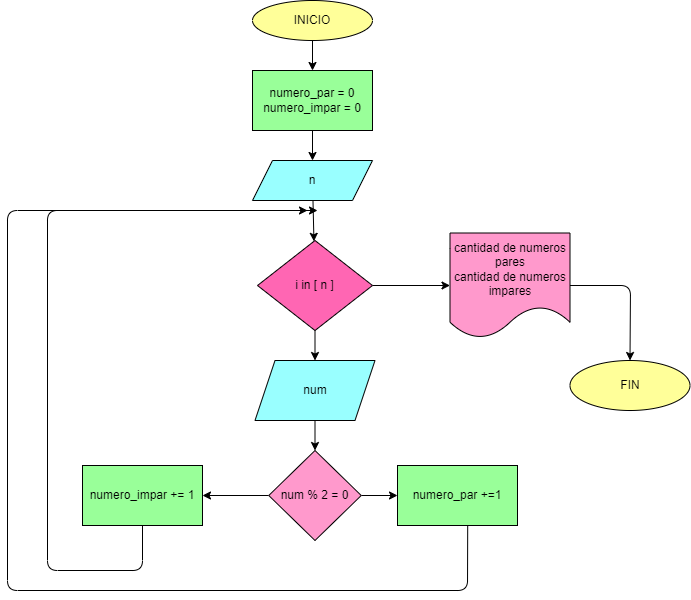 INICIO
numero_par = 0
numero_impar = 0
n
i in [ n ]
cantidad de numeros
pares
cantidad de numeros
impares
FIN
num
numero_impar += 1
num % 2 = 0
numero_par +=1